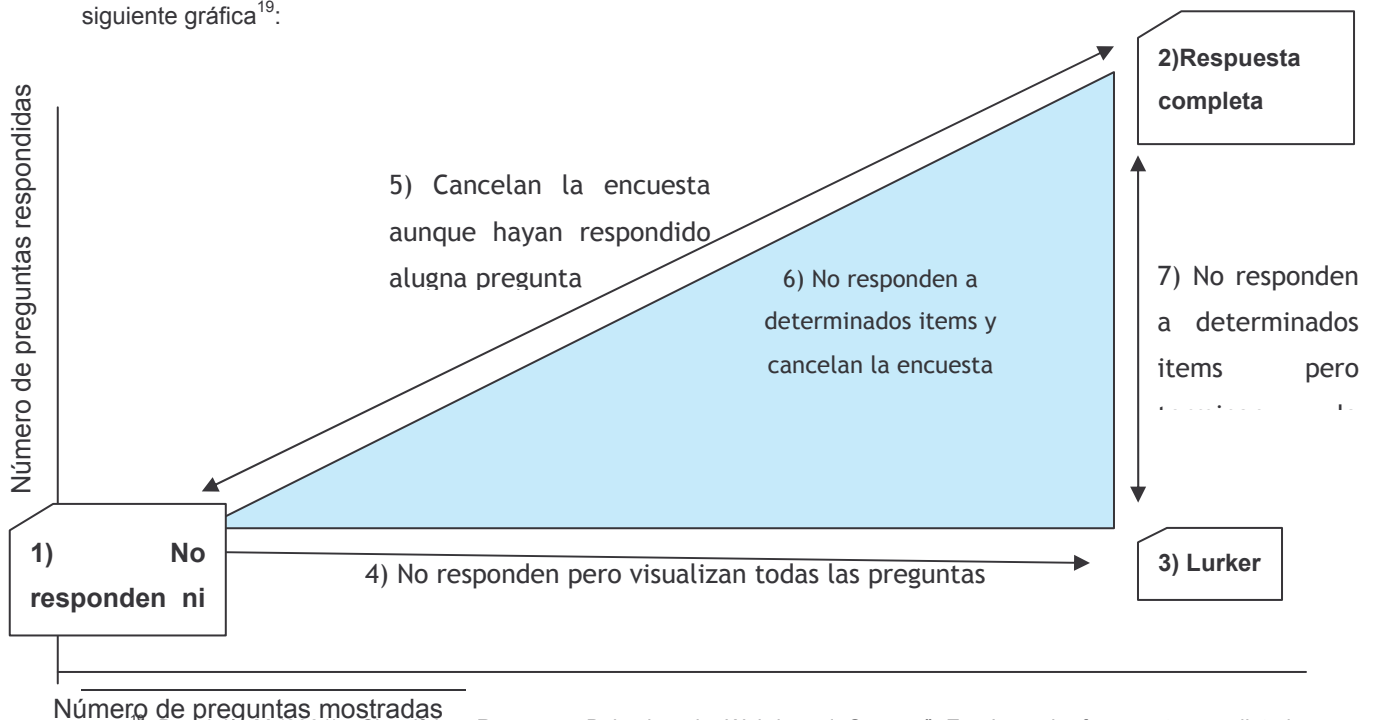 siguiente gráfica19:
Número de preguntas respondidas
2)Respuesta
completa
5) Cancelan la encuesta
aunque hayan respondido
alugna pregunta
6) No responden a
determinados items y
cancelan la encuesta
7) No responden
a determinados
items pero
1) No
responden ni
4) No responden pero visualizan todas las preguntas
3) Lurker
Número de preguntas mostradas